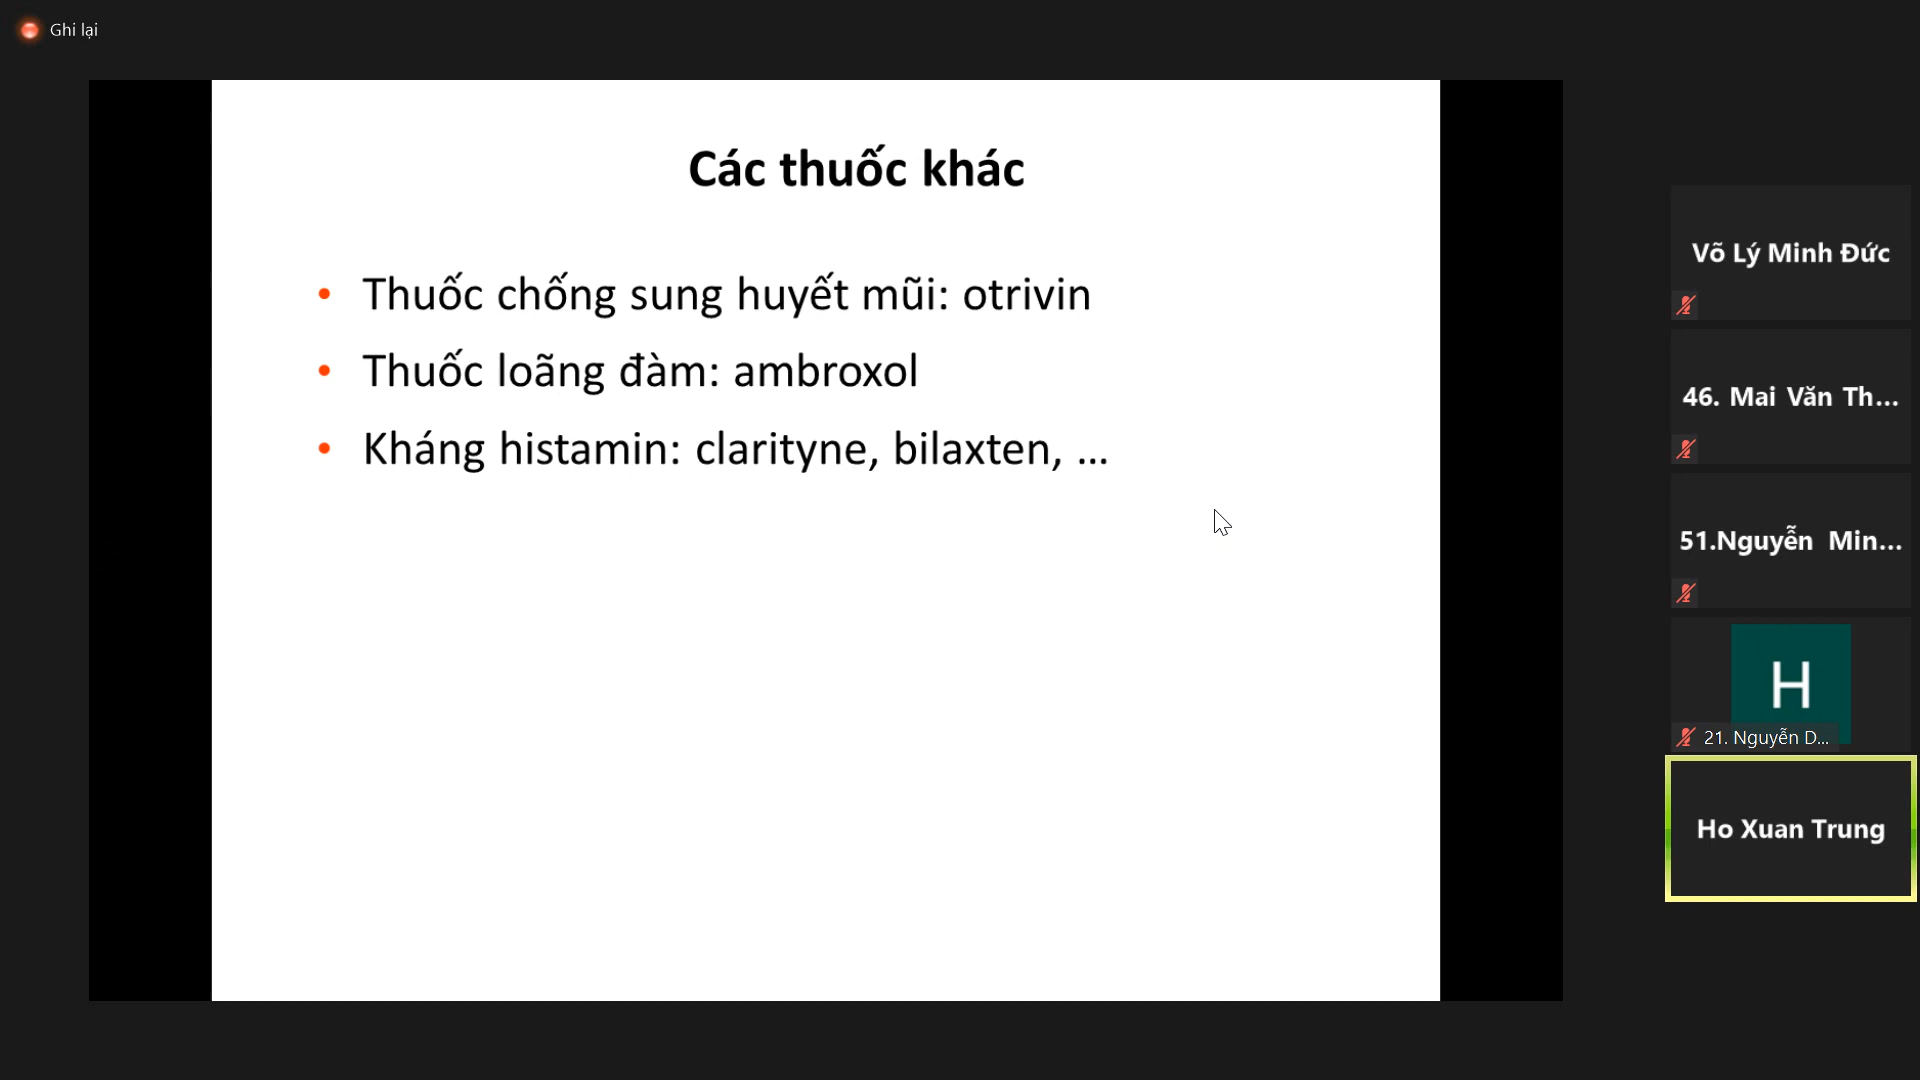 Ghi lại
Các thuốc khác
• Thuốc chống sung huyết mũi: otrivin
• Thuốc loãng đàm: ambroxol
• Kháng histamin: clarityne, bilaxten, ...
Võ Lý Minh Đức
46. Mai Văn Th...
51.Nguyễn Min...
H
21. Nguyễn D...
Ho Xuan Trung